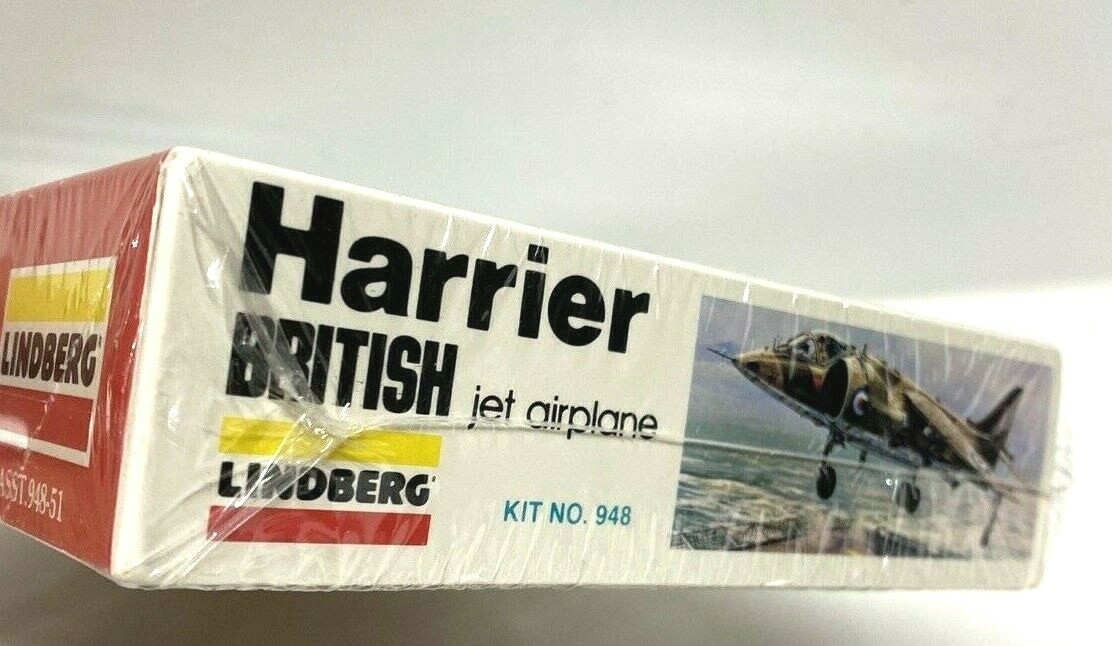 Harrier
BRITISH jet airplane
LINDBERG
KIT NO. 948
LINDBERG
ASST.948-51